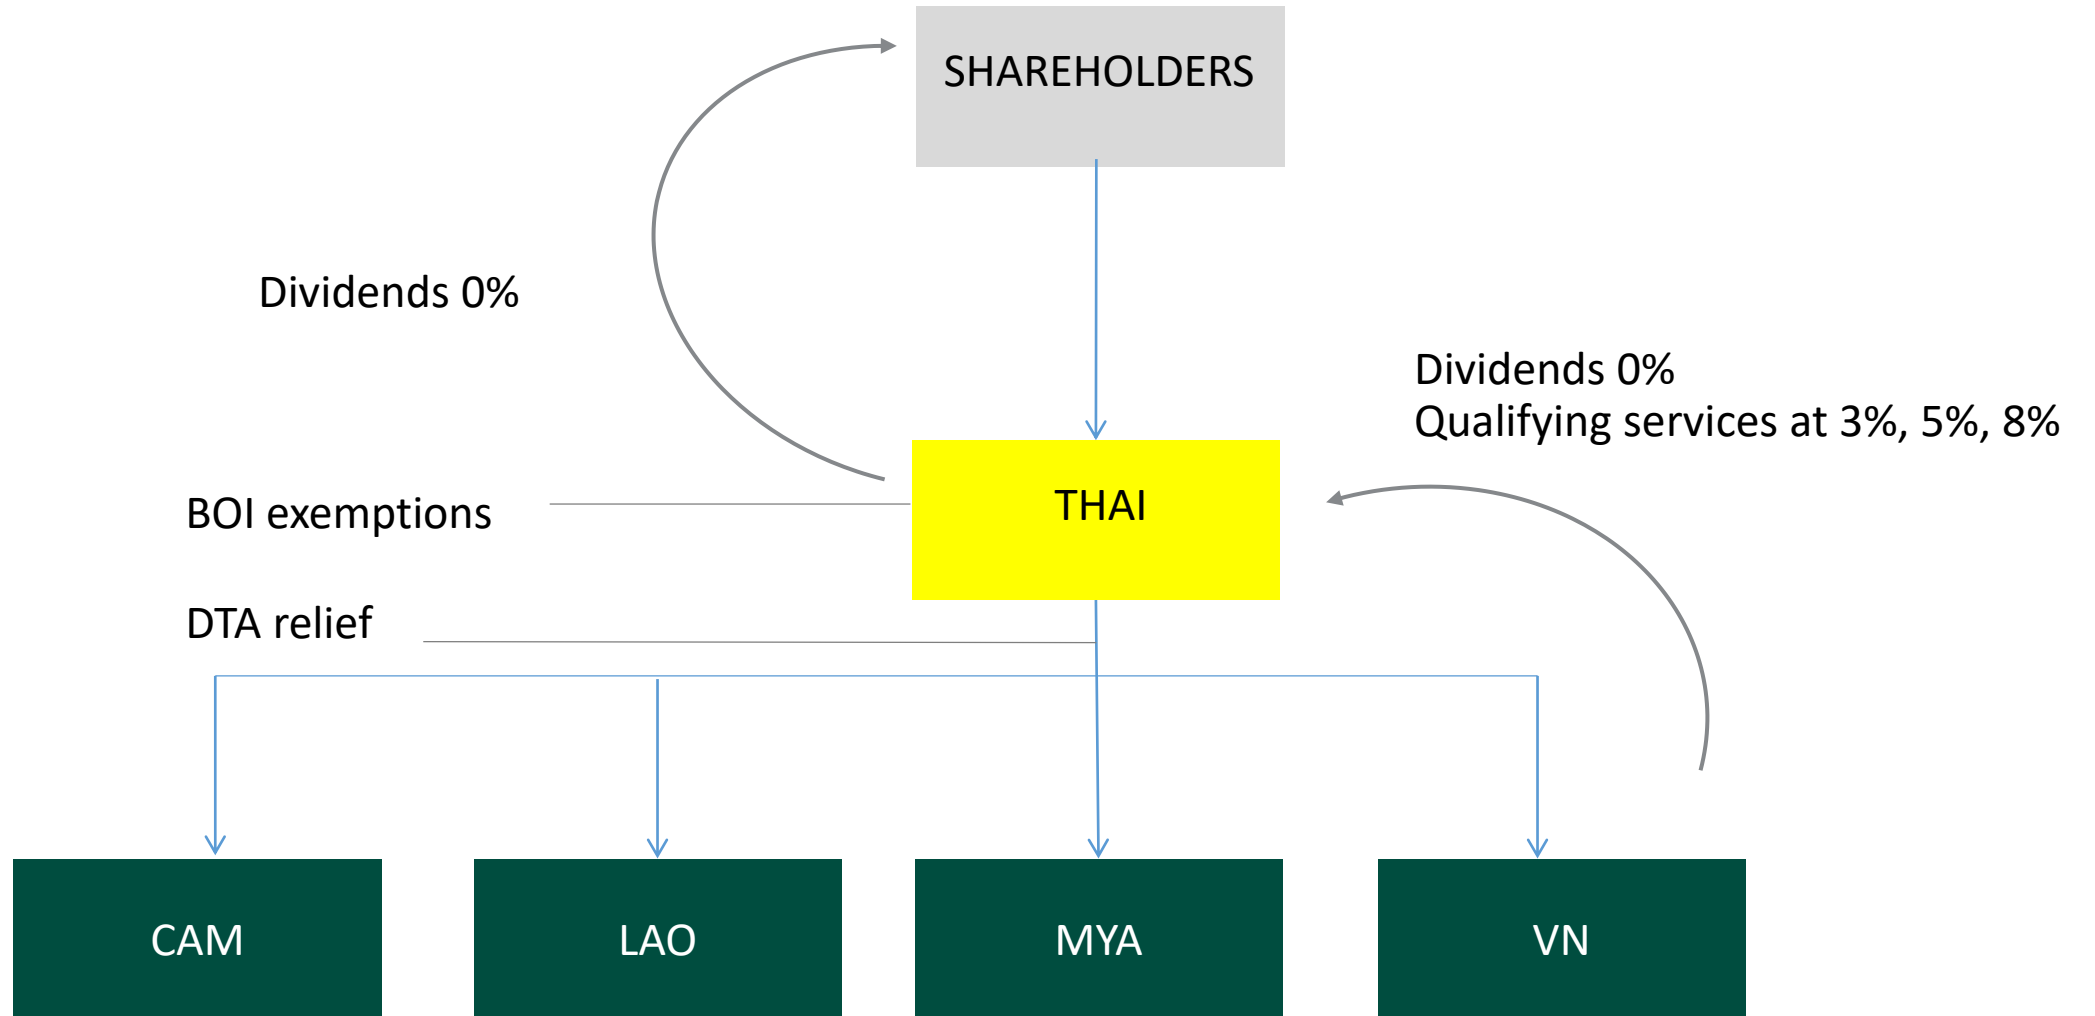 SHAREHOLDERS
Dividends 0%
Dividends 0%
Qualifying services at 3%, 5%, 8%
BOI exemptions
THAI
DTA relief
CAM
LAO
MYA
VN